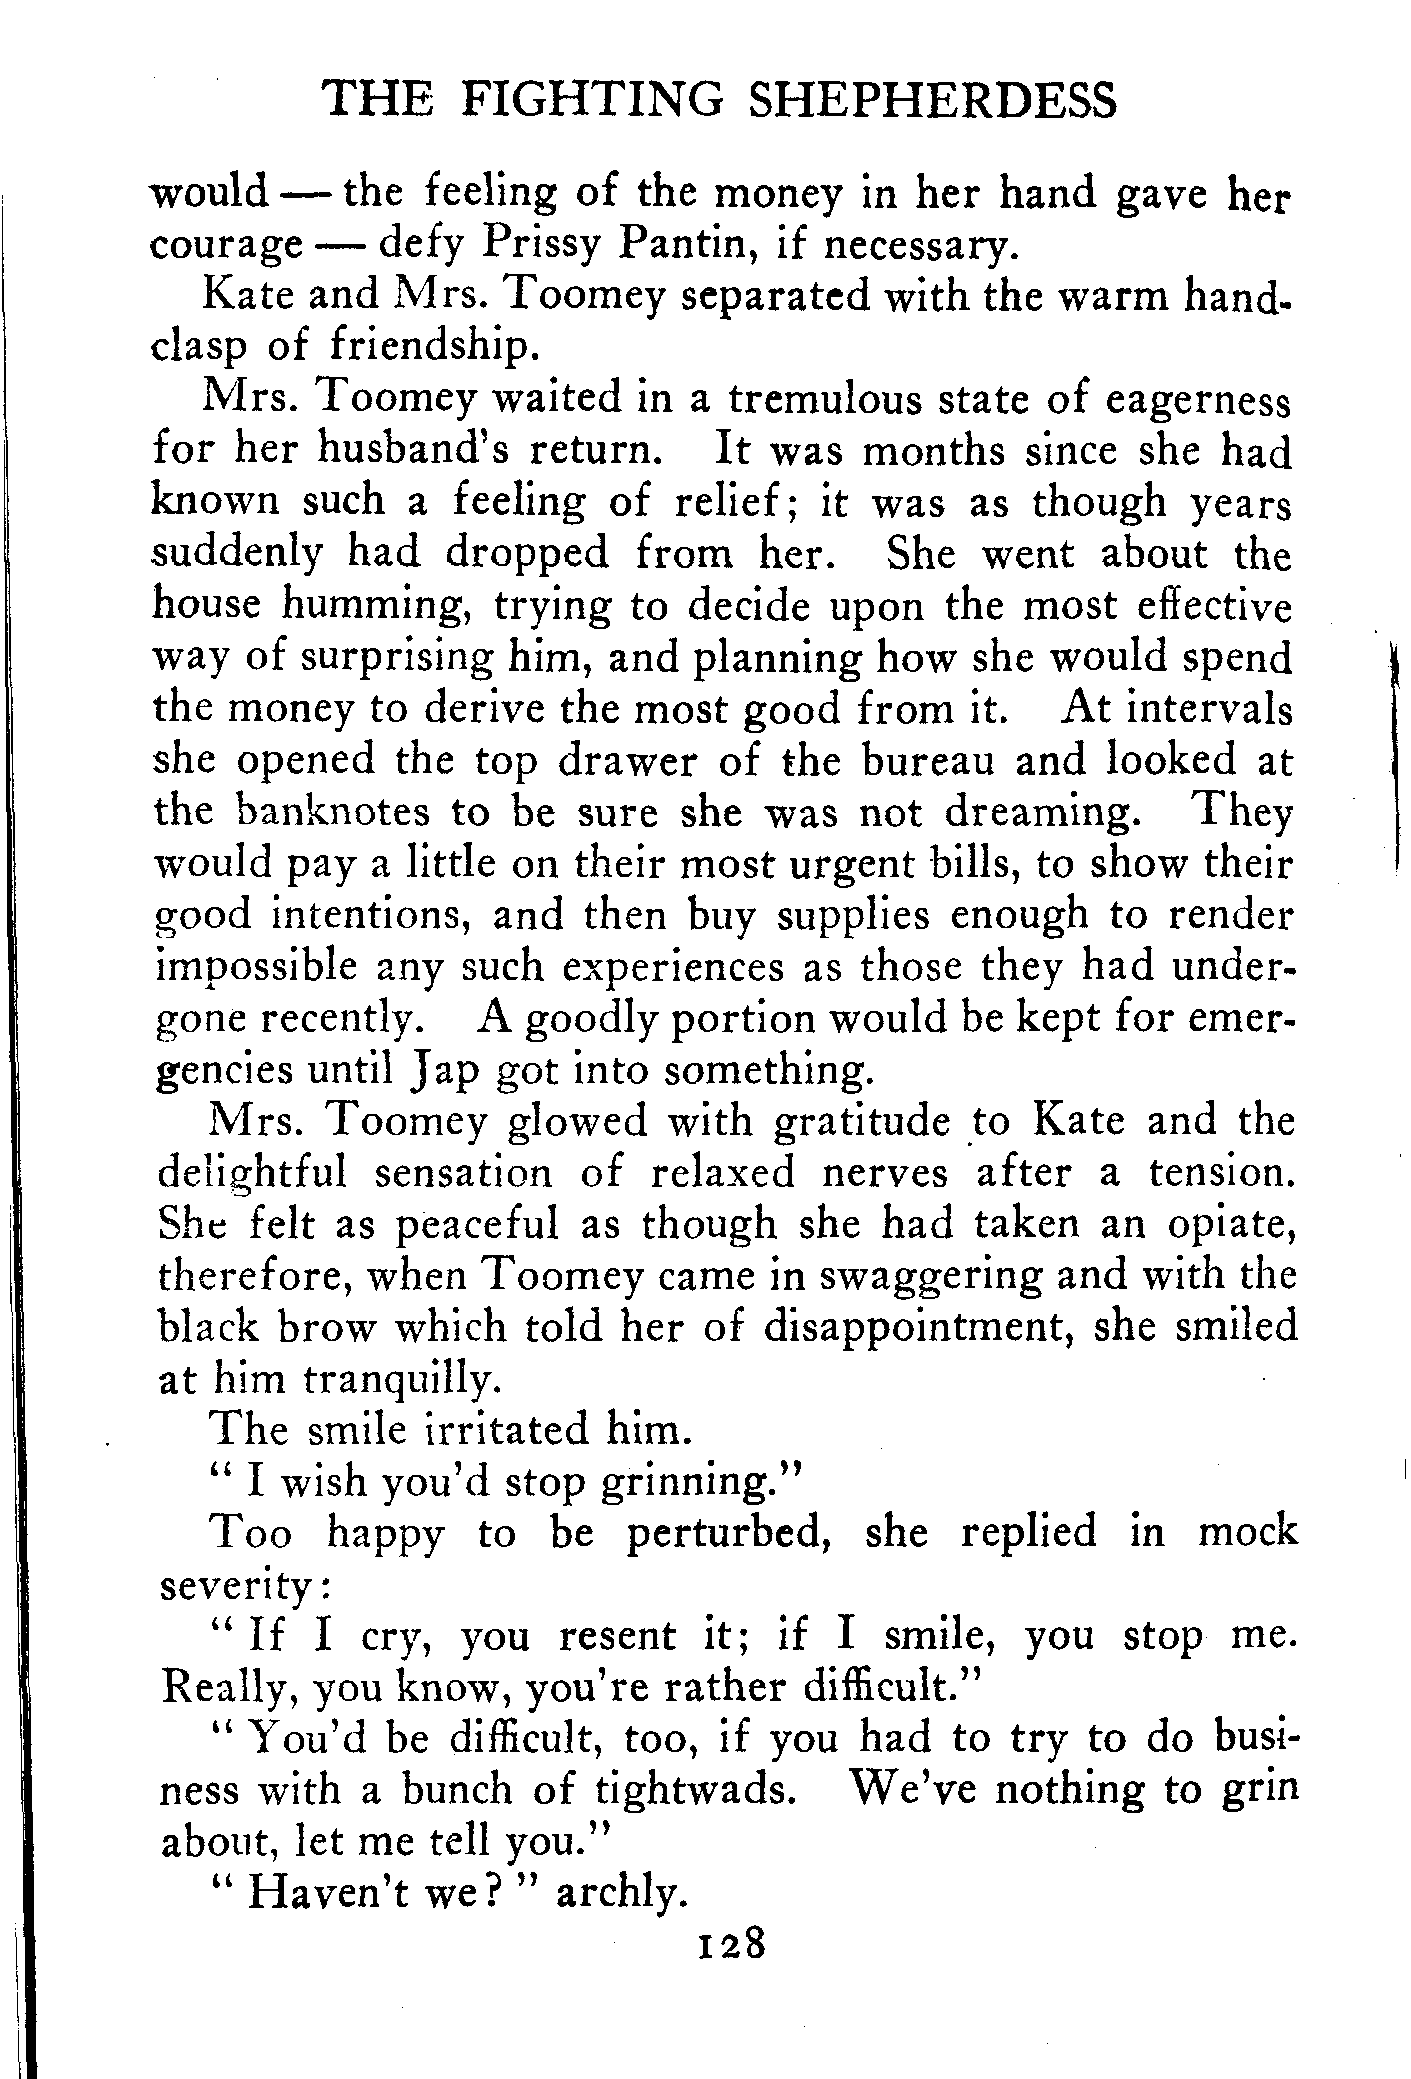 THE FIGHTING SHEPHERDESS
would — the feeling of the money in her hand gave her
courage — defy Prissy Pantin, if necessary.
Kate and Mrs. Toomey separated with the warm hand-
clasp of friendship.
Mrs. Toomey waited in a tremulous state of eagerness
for her husband's return. It was months since she had
known such a feeling of relief; it was as though years
suddenly had dropped from her. She went about the
house humming, trying to decide upon the most effective
way of surprising him, and planning how she would spend
the money to derive the most good from it. At intervals
she opened the top drawer of the bureau and looked at
the banknotes to be sure she was not dreaming. They
would pay a little on their most urgent bills, to show their
good intentions, and then buy supplies enough to render
impossible any such experiences as those they had under-
gone recently. A goodly portion would be kept for emer-
gencies until Jap got into something.
Mrs. Toomey glowed with gratitude to Kate and the
delightful sensation of relaxed nerves after a tension.
She felt as peaceful as though she had taken an opiate,
therefore, when Toomey came in swaggering and with the
black brow which told her of disappointment, she smiled
at him tranquilly.
The smile irritated him.
" I wish you'd stop grinning."
Too happy to be perturbed, she replied in mock
severity:
" If I cry, you resent it; if I smile, you stop me.
Really, you know, you're rather difficult."
" You'd be difficult, too, if you had to try to do busi-
ness with a bunch of tightwads. We've nothing to grin
about, let me tell you."
" Haven't we? " archly.
128